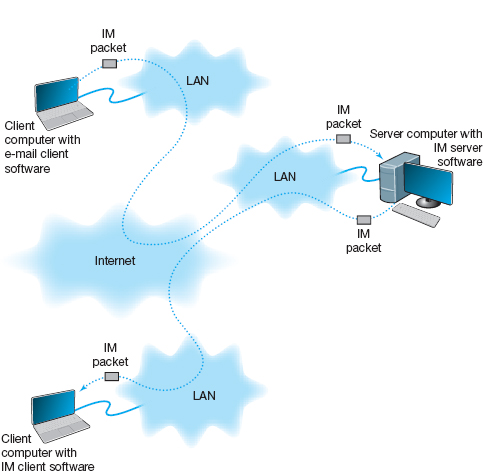 IM
packet
LAN
Client
computer with
e-mail client
software
IM
packet
Server computer with
IM server
software
LAN
IM
packet
Internet
IM
packet
LAN
Client
computer with
IM client software